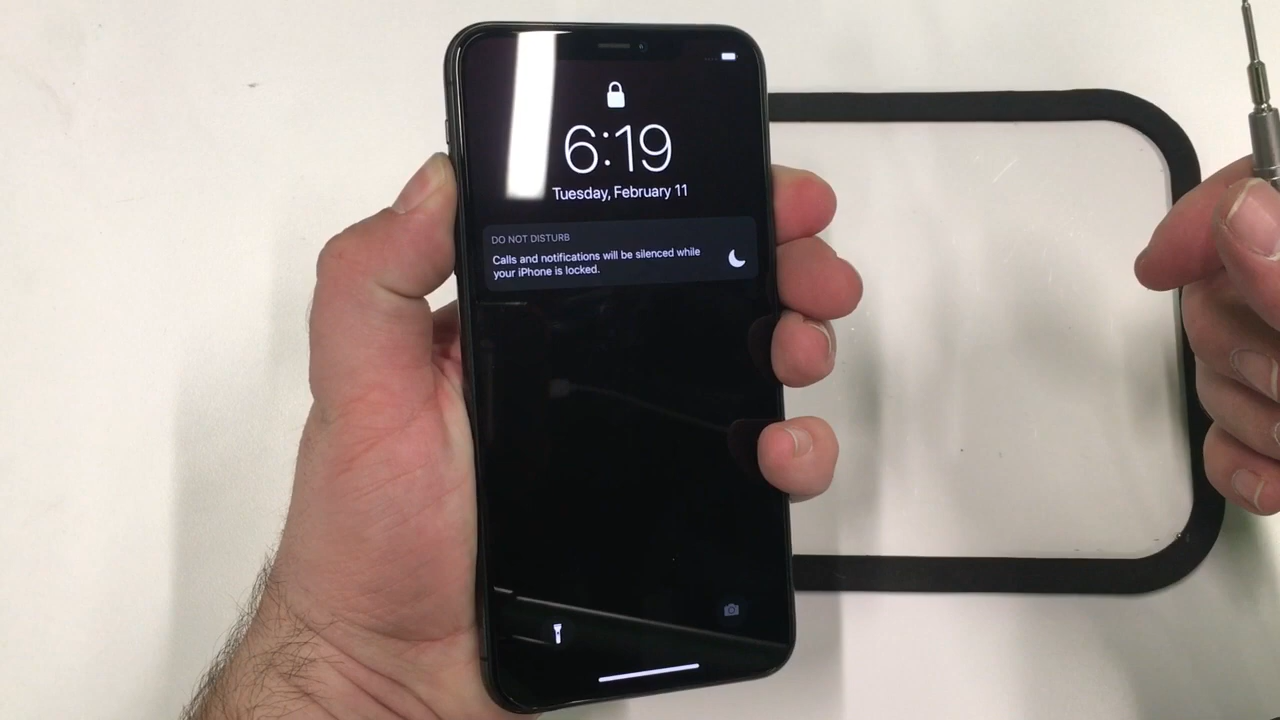 6:19
Tuesday, February 11
DO NOT DISTURB
Calls and notifications will be silenced while
your iPhone is locked.